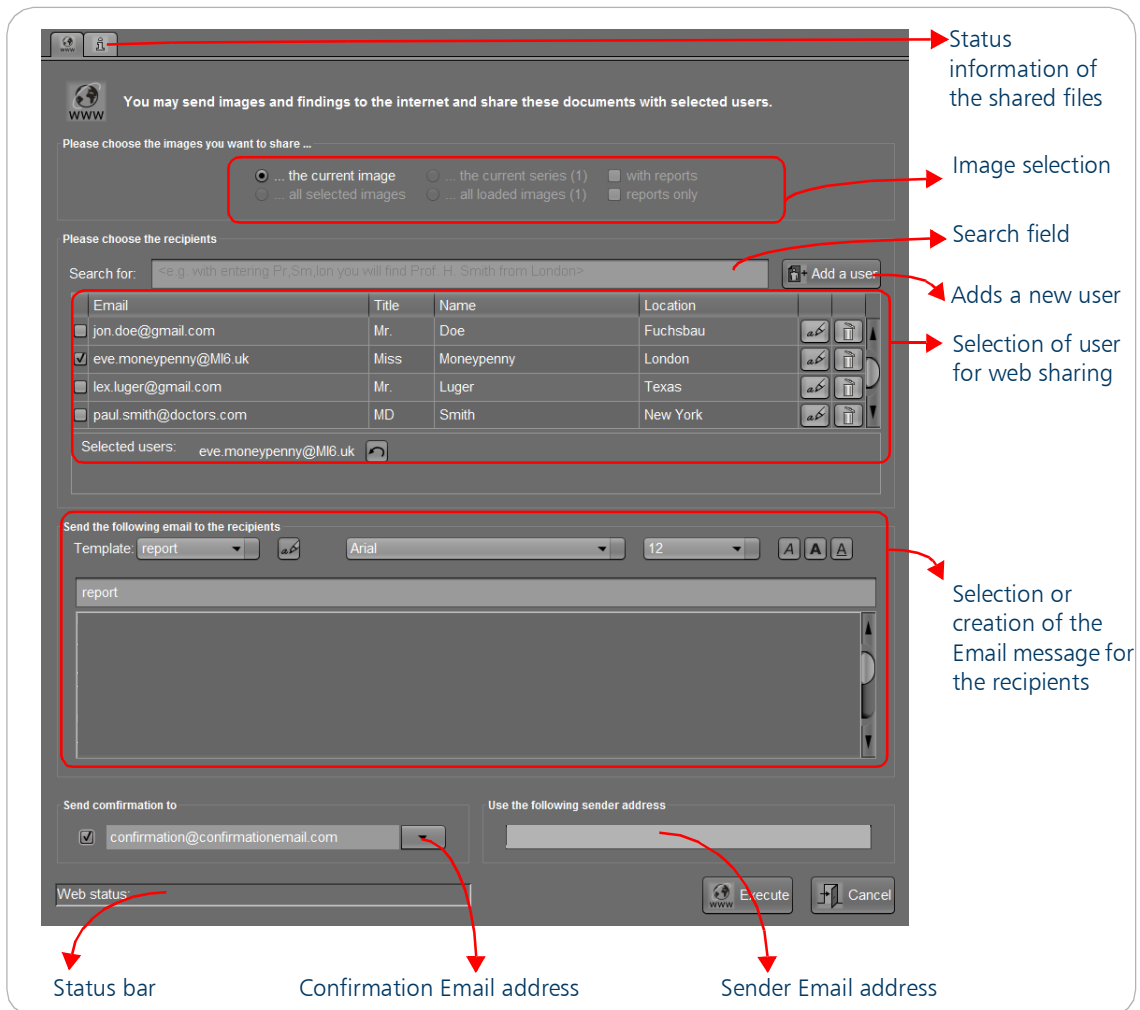 www
Status
information of
the shared files
WWW
You may send images and findings to the internet and share these documents with selected users.
Please choose the images you want to share ...
... the current image
... the current series (1)
with reports
... all selected images
... all loaded images (1)
reports only
Image selection
Please choose the recipients
Search field
Search for:
<e.g. with entering Pr,Sm,lon you will find Prof. H. Smith from London>
Add a user
Adds a new user
Email Title Name Location
jon.doe@gmail.com Mr. Doe Fuchsbau
eve.moneypenny@MI6.uk Miss Moneypenny London
lex.luger@gmail.com Mr. Luger Texas
paul.smith@doctors.com MD Smith New York
Selection of user
for web sharing
Selected users: eve.moneypenny@MI6.uk
Send the following email to the recipients
Template: report Arial 12 A A A
report
Selection or
creation of the
Email message for
the recipients
Send comfirmation to
confirmation@confirmationemail.com
Use the following sender address
Web status:
www Execute
Cancel
Status bar
Confirmation Email address
Sender Email address